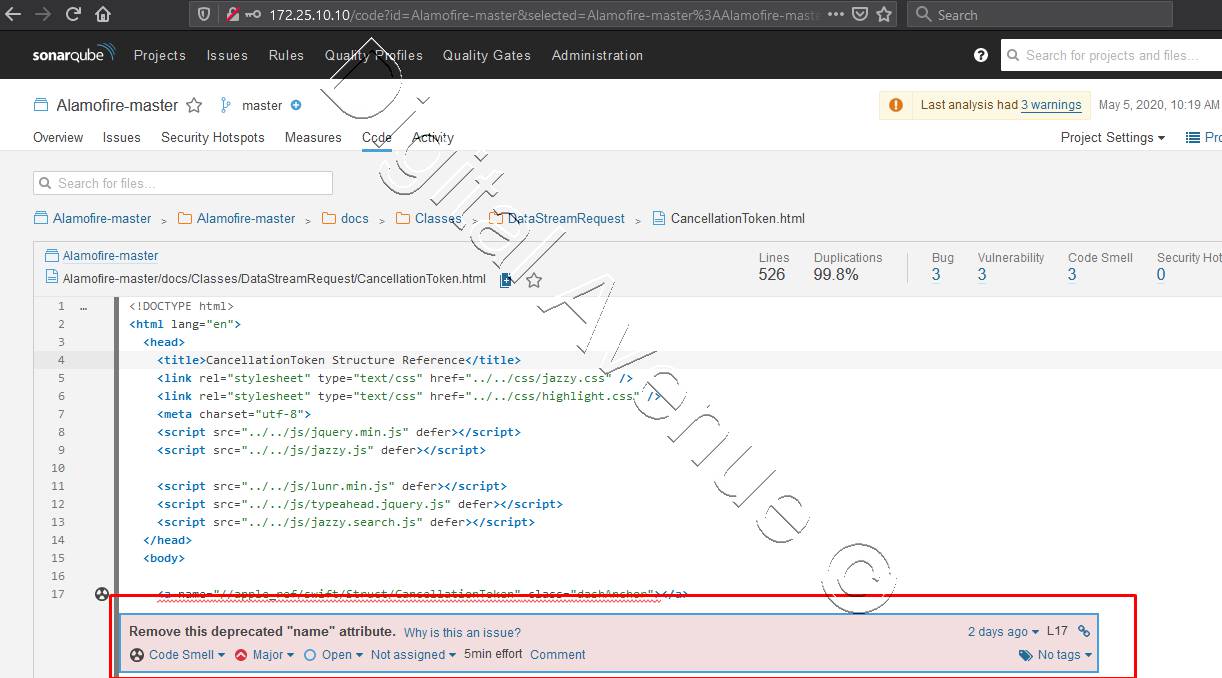 172.25.10.10/code?id=Alamofire-master&selected=Alamofire-master%3AAlamofire-maste
Search
sonarqube Projects Issues Rules Quality Profiles Quality Gates Administration ? Search for projects and files...
Alamofire-master master Last analysis had 3 warnings May 5, 2020, 10:19 AM
Overview Issues Security Hotspots Measures Code Activity Project Settings Pro
Search for files...
Alamofire-master > Alamofire-master > docs > Classes > DataStreamRequest > CancellationToken.html
Alamofire-master
Alamofire-master/docs/Classes/DataStreamRequest/CancellationToken.html
Lines Duplications Bug Vulnerability Code Smell Security Hot
526 99.8% 3 3 3 0
1 … <!DOCTYPE html>
2 <html lang="en">
3 <head>
4 <title>CancellationToken Structure Reference</title>
5 <link rel="stylesheet" type="text/css" href="../../css/jazzy.css" />
6 <link rel="stylesheet" type="text/css" href="../../css/highlight.css" />
7 <meta charset="utf-8">
8 <script src="../../js/jquery.min.js" defer></script>
9 <script src="../../js/jazzy.js" defer></script>
10
11 <script src="../../js/lunr.min.js" defer></script>
12 <script src="../../js/typeahead.jquery.js" defer></script>
13 <script src="../../js/jazzy.search.js" defer></script>
14 </head>
15 <body>
16
17 <a name="//apple_ref/swift/Struct/CancellationToken" class="dashAnchor"></a>
Remove this deprecated "name" attribute. Why is this an issue? 2 days ago L17
Code Smell Major Open Not assigned 5min effort Comment No tags
Digital Avenue ©